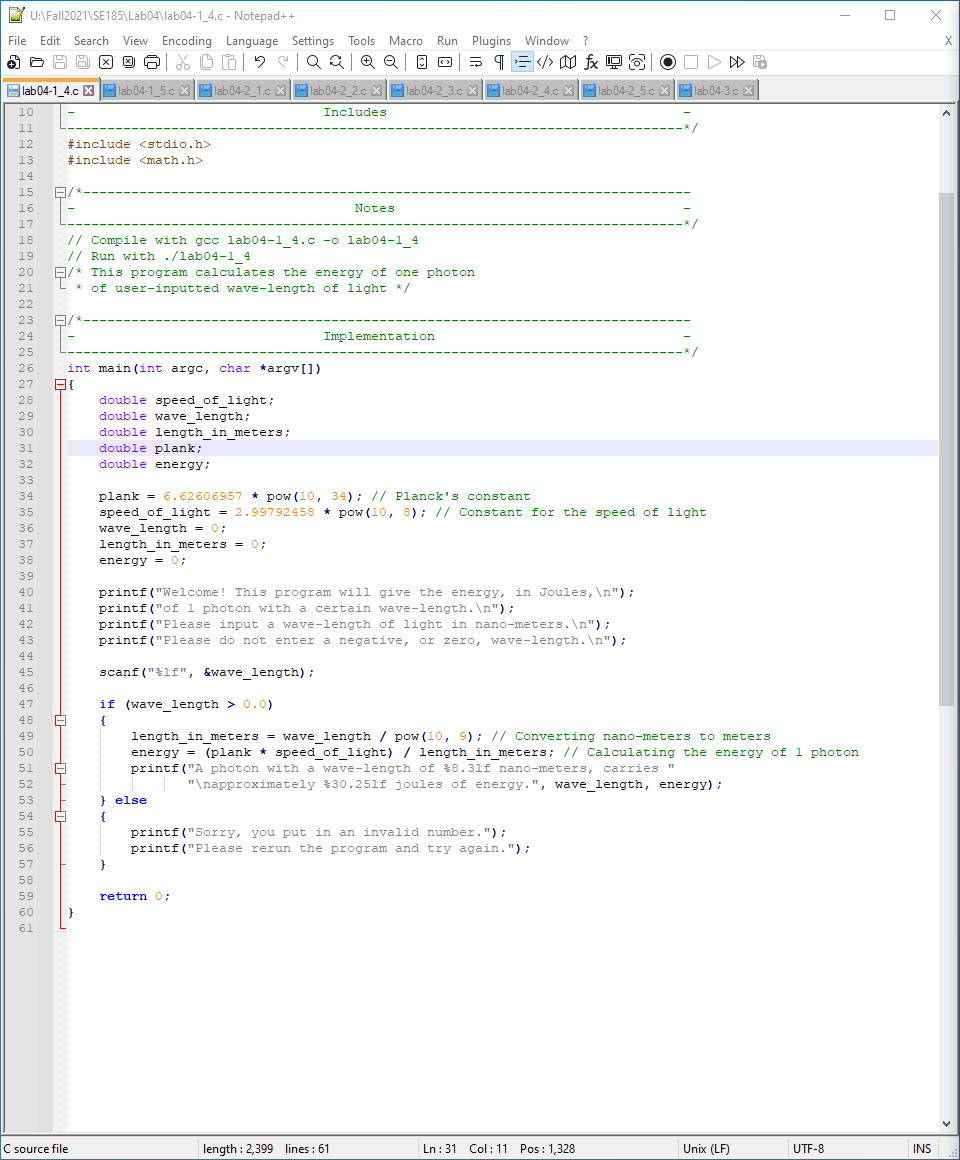 U:\Fall2021\SE185\Lab04\lab04-1_4.c - Notepad++
File Edit Search View Encoding Language Settings Tools Macro Run Plugins Window ? X
lab04-1_4.c lab04-1_5.c lab04-2_1.c lab04-2_2.c lab04-2_3.c lab04-2_4.c lab04-2_5.c lab04-3.c
10 - Includes -
11 -----------------------------------------------------------------------------*/
12 #include <stdio.h>
13 #include <math.h>
14
15 /*----------------------------------------------------------------------------
16 - Notes -
17 -----------------------------------------------------------------------------*/
18 // Compile with gcc lab04-1_4.c -o lab04-1_4
19 // Run with ./lab04-1_4
20 /* This program calculates the energy of one photon
21 * of user-inputted wave-length of light */
22
23 /*----------------------------------------------------------------------------
24 - Implementation -
25 -----------------------------------------------------------------------------*/
26 int main(int argc, char *argv[])
27 {
28 double speed_of_light;
29 double wave_length;
30 double length_in_meters;
31 double plank;
32 double energy;
33
34 plank = 6.62606957 * pow(10, 34); // Planck's constant
35 speed_of_light = 2.99792458 * pow(10, 8); // Constant for the speed of light
36 wave_length = 0;
37 length_in_meters = 0;
38 energy = 0;
39
40 printf("Welcome! This program will give the energy, in Joules,\n");
41 printf("of 1 photon with a certain wave-length.\n");
42 printf("Please input a wave-length of light in nano-meters.\n");
43 printf("Please do not enter a negative, or zero, wave-length.\n");
44
45 scanf("%lf", &wave_length);
46
47 if (wave_length > 0.0)
48 {
49 length_in_meters = wave_length / pow(10, 9); // Converting nano-meters to meters
50 energy = (plank * speed_of_light) / length_in_meters; // Calculating the energy of 1 photon
51 printf("A photon with a wave-length of %8.3lf nano-meters, carries "
52 "\napproximately %30.25lf joules of energy.", wave_length, energy);
53 } else
54 {
55 printf("Sorry, you put in an invalid number.");
56 printf("Please rerun the program and try again.");
57 }
58
59 return 0;
60 }
61
C source file length : 2,399 lines : 61 Ln : 31 Col : 11 Pos : 1,328 Unix (LF) UTF-8 INS